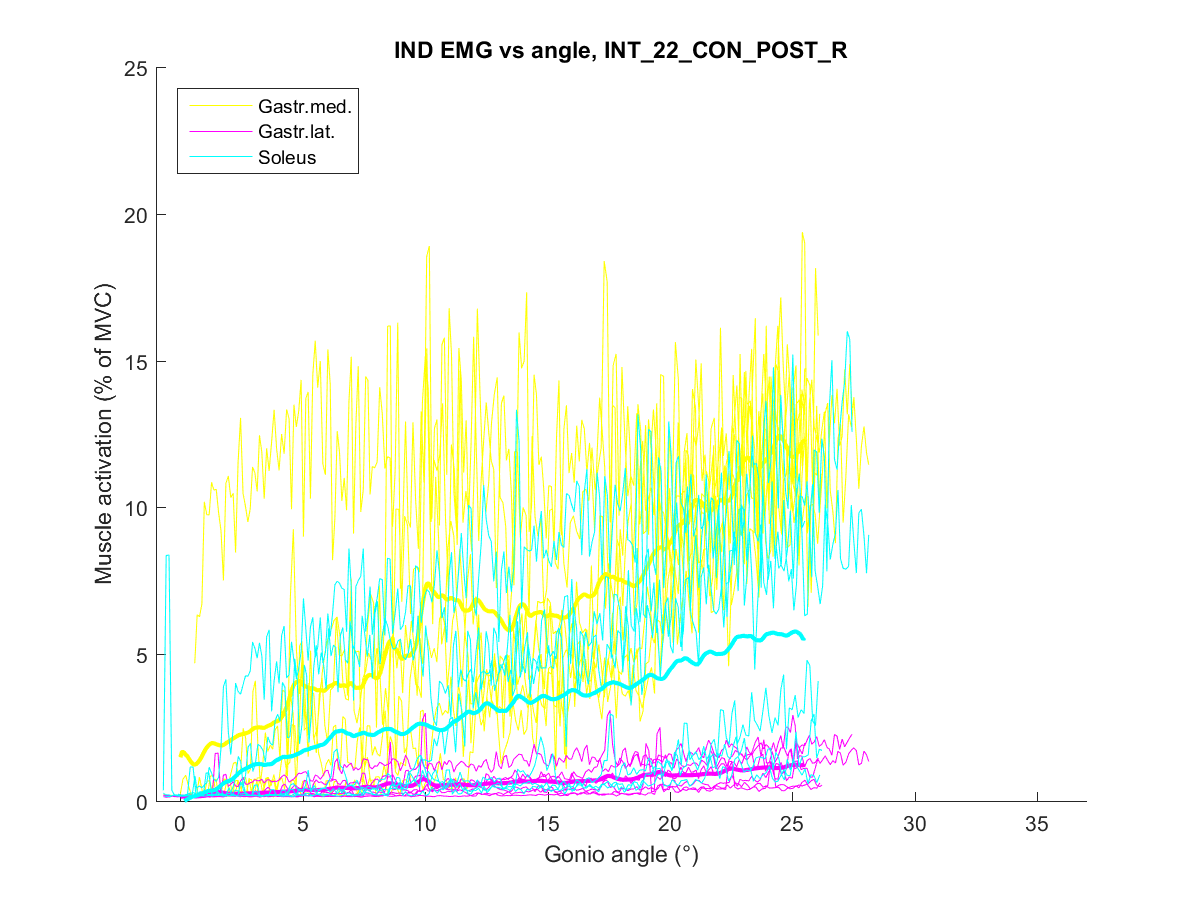 IND EMG vs angle, INT_22_CON_POST_R
25
20
15
10
5
0
Muscle activation (% of MVC)
Gastr.med.
Gastr.lat.
Soleus
0 5 10 15 20 25 30 35
Gonio angle (°)